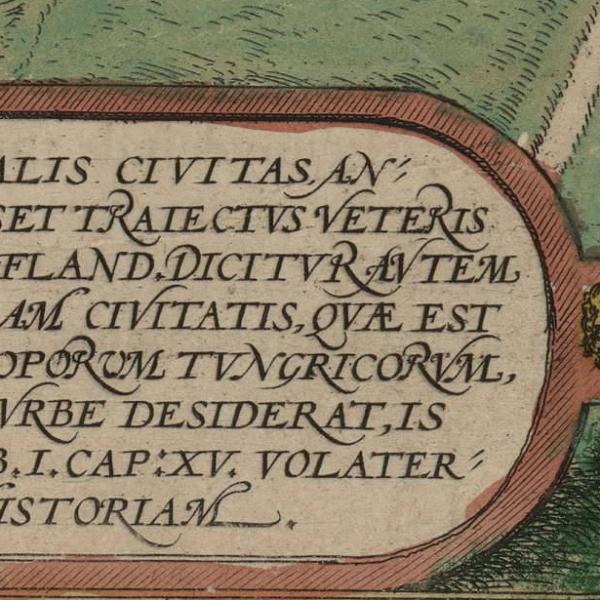 ALIS CIVITAS, AN⸗
SET TRAIECTVS VETERIS
FLAND. DICITVR AVTEM
AM CIVITATIS, QVÆ EST
OPORUM TVNGRICORVM,
VRBE DESIDERAT, IS
B. I. CAP: XV. VOLATER⸗
ISTORIAM.